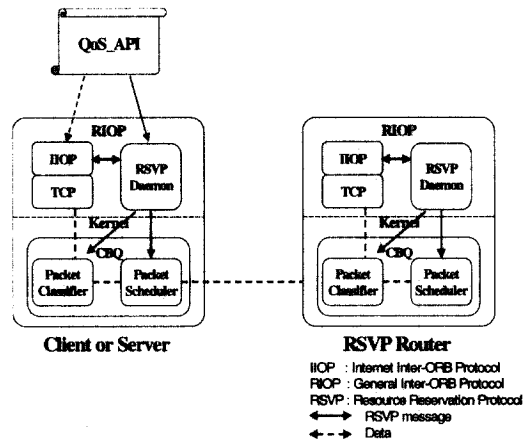 QoS_API
RIOP
IIOP
TCP
RSVP
Daemon
Kernel
CBQ
Packet
Classifier
Packet
Scheduler
Client or Server
RIOP
IIOP
TCP
RSVP
Daemon
Kernel
CBQ
Packet
Classifier
Packet
Scheduler
RSVP Router
IIOP : Internet Inter-ORB Protocol
RIOP : General Inter-ORB Protocol
RSVP : Resource Reservation Protocol
RSVP message
Data